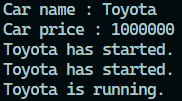 Car name : Toyota
Car price : 1000000
Toyota has started.
Toyota has started.
Toyota is running.